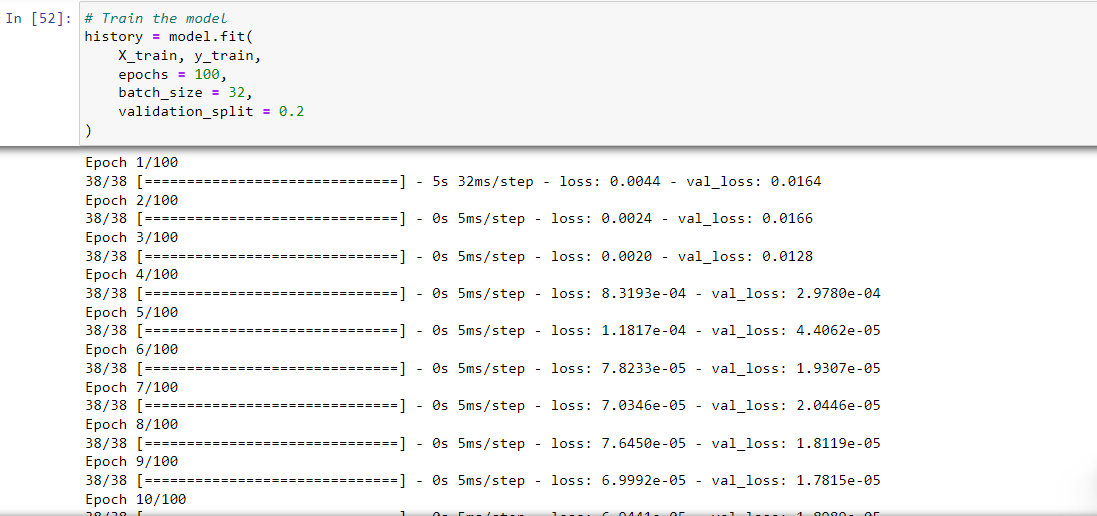 In [52]: # Train the model
history = model.fit(
    X_train, y_train,
    epochs = 100,
    batch_size = 32,
    validation_split = 0.2
)
Epoch 1/100
38/38 [==============================] - 5s 32ms/step - loss: 0.0044 - val_loss: 0.0164
Epoch 2/100
38/38 [==============================] - 0s 5ms/step - loss: 0.0024 - val_loss: 0.0166
Epoch 3/100
38/38 [==============================] - 0s 5ms/step - loss: 0.0020 - val_loss: 0.0128
Epoch 4/100
38/38 [==============================] - 0s 5ms/step - loss: 8.3193e-04 - val_loss: 2.9780e-04
Epoch 5/100
38/38 [==============================] - 0s 5ms/step - loss: 1.1817e-04 - val_loss: 4.4062e-05
Epoch 6/100
38/38 [==============================] - 0s 5ms/step - loss: 7.8233e-05 - val_loss: 1.9307e-05
Epoch 7/100
38/38 [==============================] - 0s 5ms/step - loss: 7.0346e-05 - val_loss: 2.0446e-05
Epoch 8/100
38/38 [==============================] - 0s 5ms/step - loss: 7.6450e-05 - val_loss: 1.8119e-05
Epoch 9/100
38/38 [==============================] - 0s 5ms/step - loss: 6.9992e-05 - val_loss: 1.7815e-05
Epoch 10/100